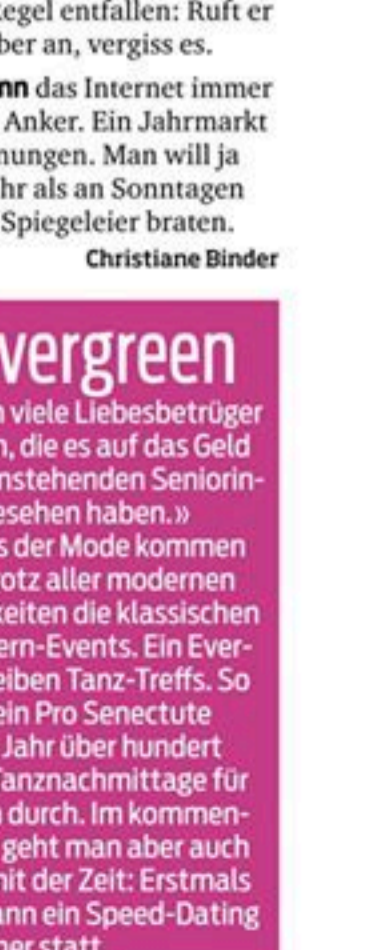 egel entfallen: Ruft er
ber an, vergiss es.
nn das Internet immer
Anker. Ein Jahrmarkt
nungen. Man will ja
hr als an Sonntagen
Spiegeleier braten.
Christiane Binder
vergreen
n viele Liebesbetrüger
n, die es auf das Geld
nstehenden Seniorin-
esehen haben.»
s der Mode kommen
rotz aller modernen
keiten die klassischen
ern-Events. Ein Ever-
eiben Tanz-Treffs. So
ein Pro Senectute
Jahr über hundert
Tanznachmittage für
n durch. Im kommen-
geht man aber auch
mit der Zeit: Erstmals
ann ein Speed-Dating
ner statt